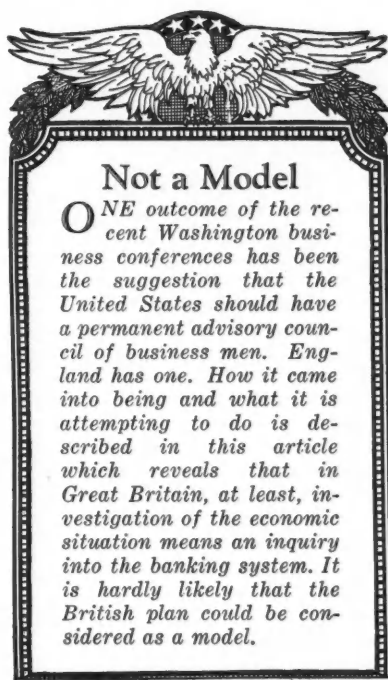 Not a Model
ONE outcome of the re-
cent Washington busi-
ness conferences has been
the suggestion that the
United States should have
a permanent advisory coun-
cil of business men. Eng-
land has one. How it came
into being and what it is
attempting to do is de-
scribed in this article
which reveals that in
Great Britain, at least, in-
vestigation of the economic
situation means an inquiry
into the banking system. It
is hardly likely that the
British plan could be con-
sidered as a model.